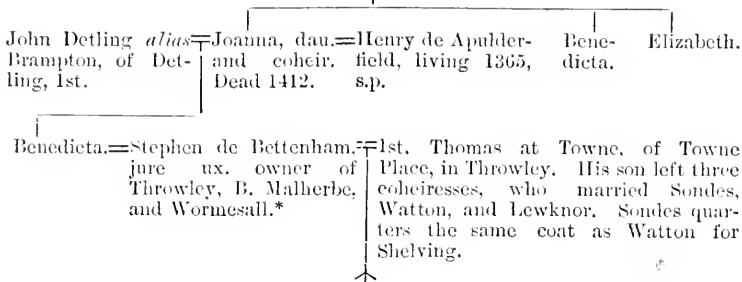 John Detling alias Brampton, of Detling, 1st.
Joanna, dau. and coheir. Dead 1412.
Henry de Apulderfield, living 1365, s.p.
Benedicta.
Elizabeth.
Benedicta.
Stephen de Bettenham, jure ux. owner of Throwley, B. Malherbe, and Wormesall.*
1st, Thomas at Towne, of Towne Place, in Throwley. His son left three coheiresses, who married Sondes, Watton, and Lewknor. Sondes quarters the same coat as Watton for Shelving.